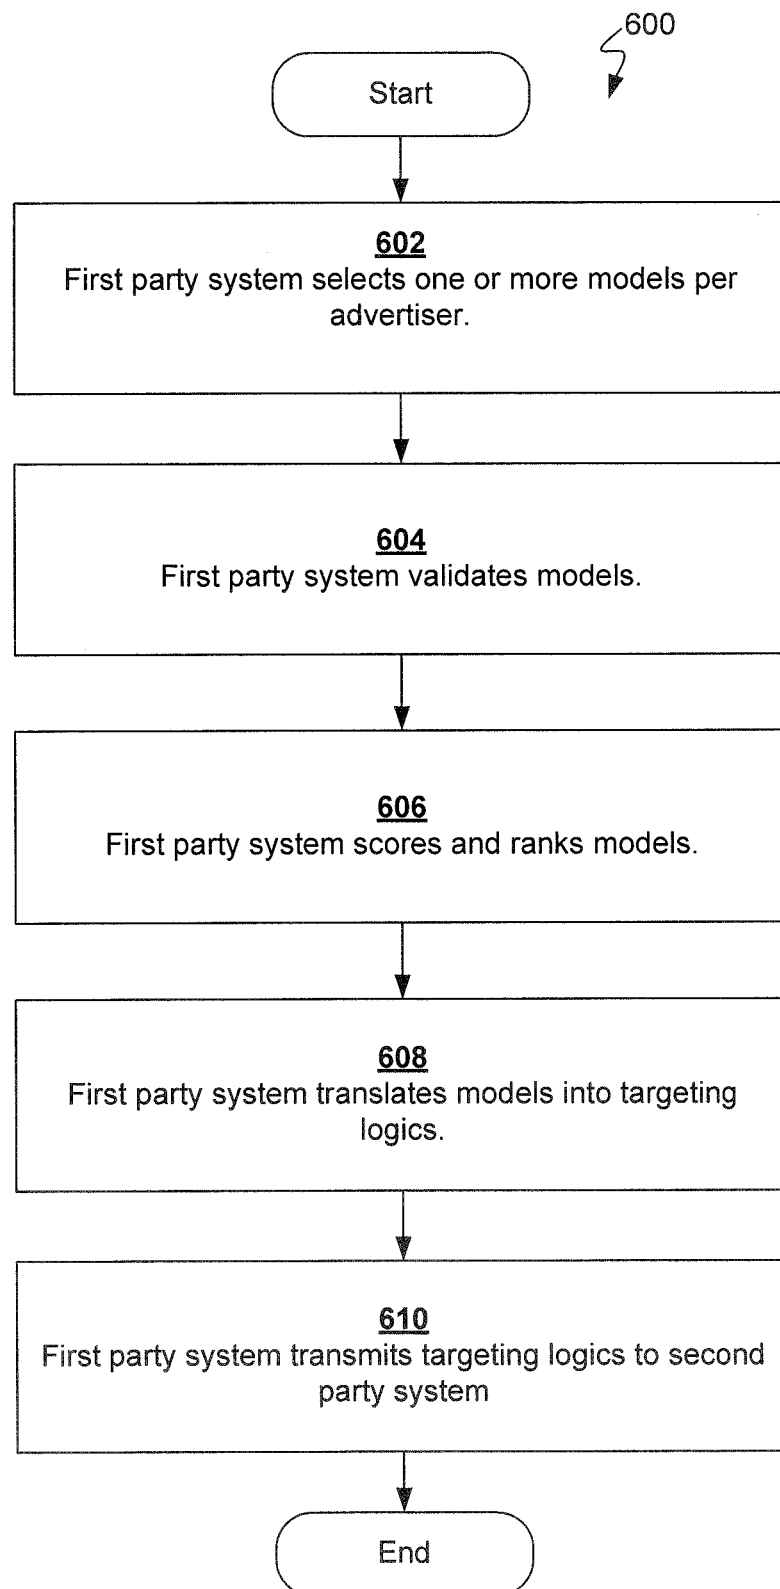 600
Start
602
First party system selects one or more models per
advertiser.
604
First party system validates models.
606
First party system scores and ranks models.
608
First party system translates models into targeting
logics.
610
First party system transmits targeting logics to second
party system
End